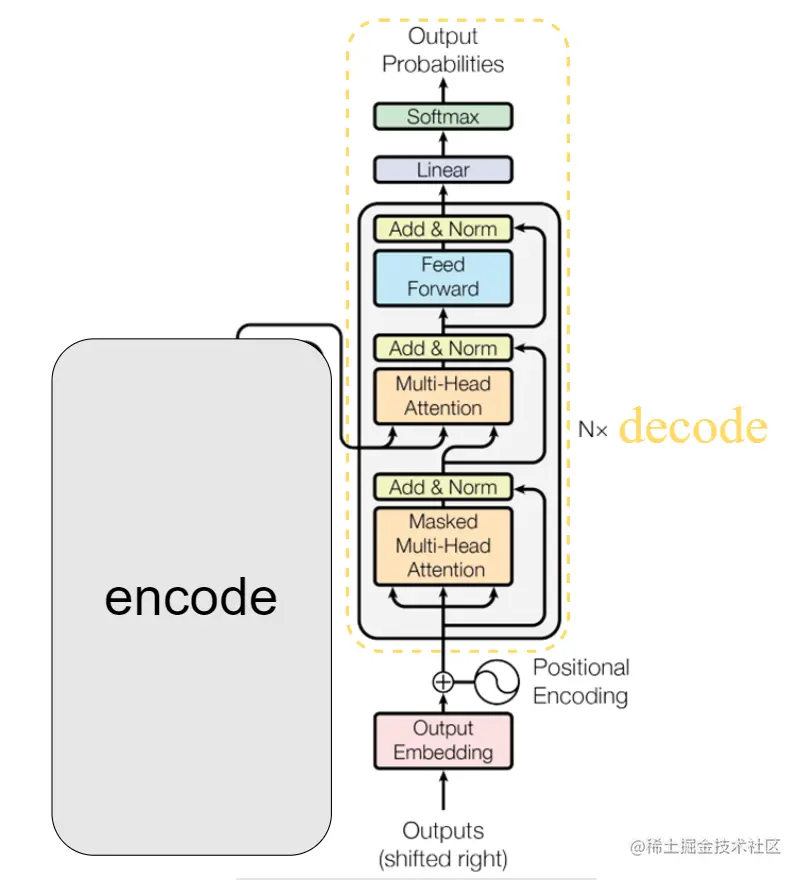 Output
Probabilities
Softmax
Linear
Add & Norm
Feed
Forward
Add & Norm
Multi-Head
Attention
N× decode
Add & Norm
Masked
Multi-Head
Attention
encode
Positional
Encoding
Output
Embedding
Outputs
(shifted right)
@稀土掘金技术社区